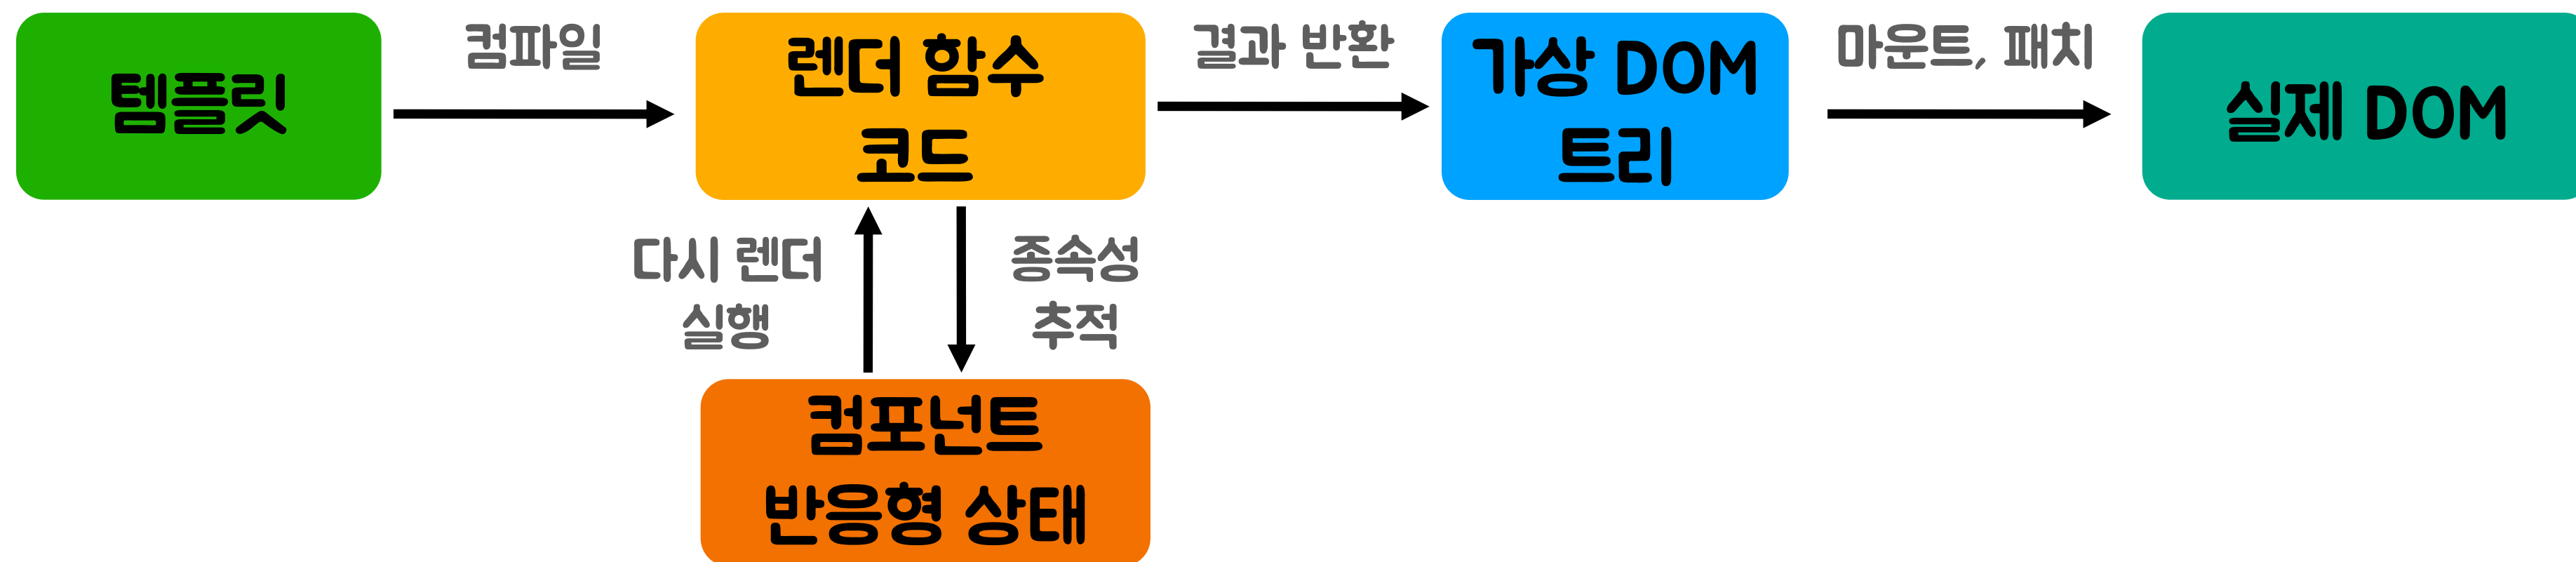 템플릿
컴파일
렌더 함수
코드
결과 반환
가상 DOM
트리
마운트, 패치
실제 DOM
다시 렌더
실행
종속성
추적
컴포넌트
반응형 상태